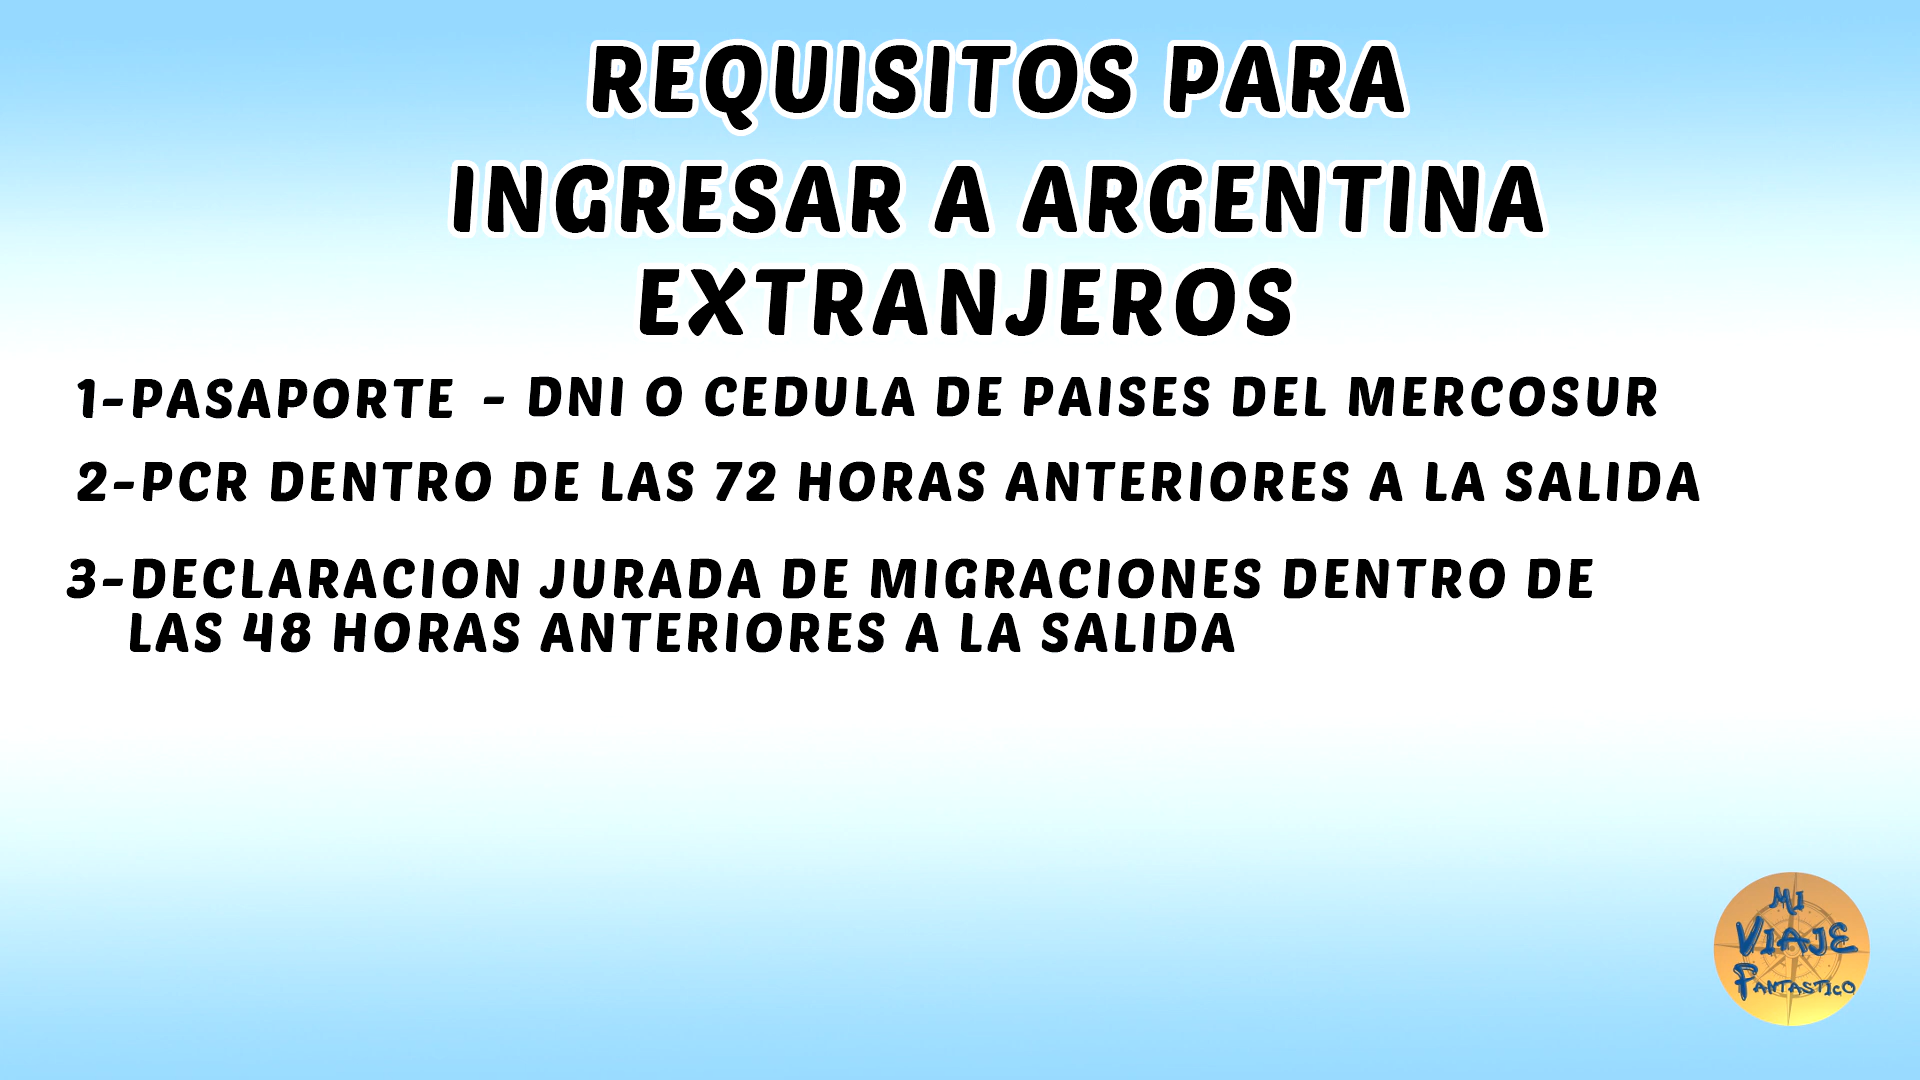 REQUISITOS PARA
INGRESAR A ARGENTINA
EXTRANJEROS
1-PASAPORTE - DNI O CEDULA DE PAISES DEL MERCOSUR
2-PCR DENTRO DE LAS 72 HORAS ANTERIORES A LA SALIDA
3-DECLARACION JURADA DE MIGRACIONES DENTRO DE
LAS 48 HORAS ANTERIORES A LA SALIDA
MI
VIAJE
FANTASTICO